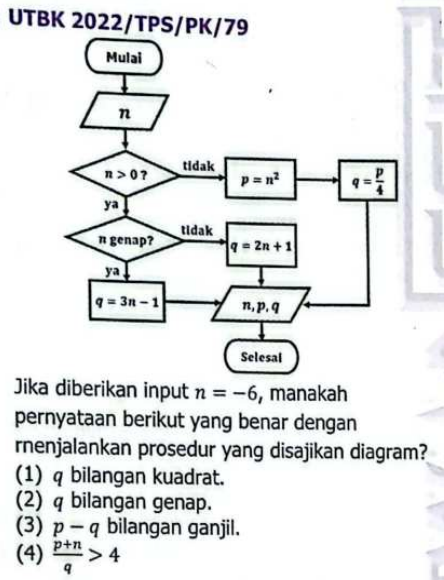 UTBK 2022/TPS/PK/79
Mulai
n
n > 0 ?
tidak
p = n²
q = p/4
ya
n genap?
tidak
q = 2n + 1
ya
q = 3n − 1
n, p, q
Selesai
Jika diberikan input n = −6, manakah
pernyataan berikut yang benar dengan
rnenjalankan prosedur yang disajikan diagram?
(1) q bilangan kuadrat.
(2) q bilangan genap.
(3) p − q bilangan ganjil.
(4) p+n/q > 4